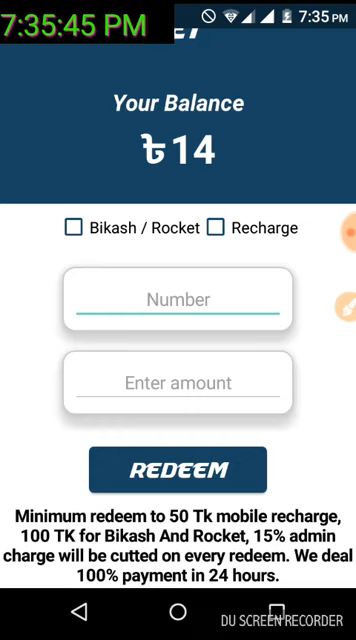 7:35:45 PM
7:35 PM
Your Balance
৳14
Bikash / Rocket Recharge
Number
Enter amount
REDEEM
Minimum redeem to 50 Tk mobile recharge,
100 TK for Bikash And Rocket, 15% admin
charge will be cutted on every redeem. We deal
100% payment in 24 hours.
DU SCREEN RECORDER